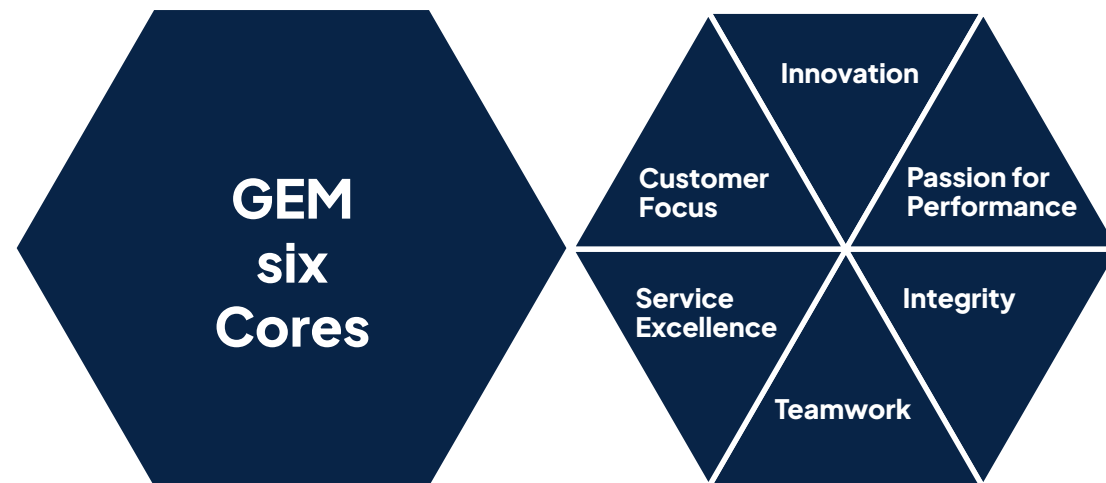 GEM
six
Cores
Innovation
Customer
Focus
Passion for
Performance
Service
Excellence
Integrity
Teamwork